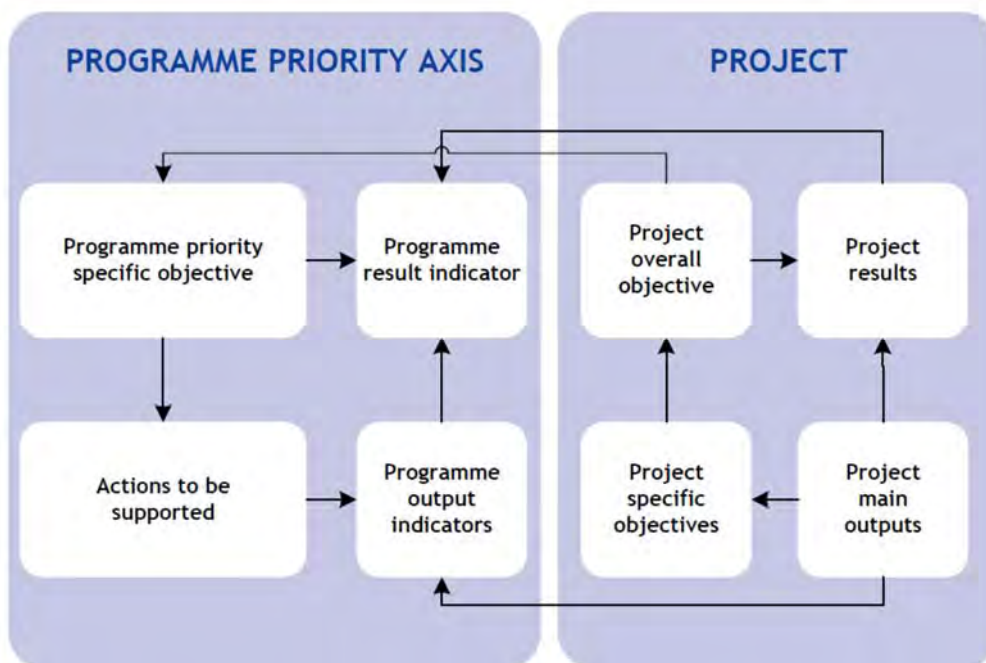 PROGRAMME PRIORITY AXIS
PROJECT
Programme priority
specific objective
Programme
result indicator
Project
overall
objective
Project
results
Actions to be
supported
Programme
output
indicators
Project
specific
objectives
Project
main
outputs